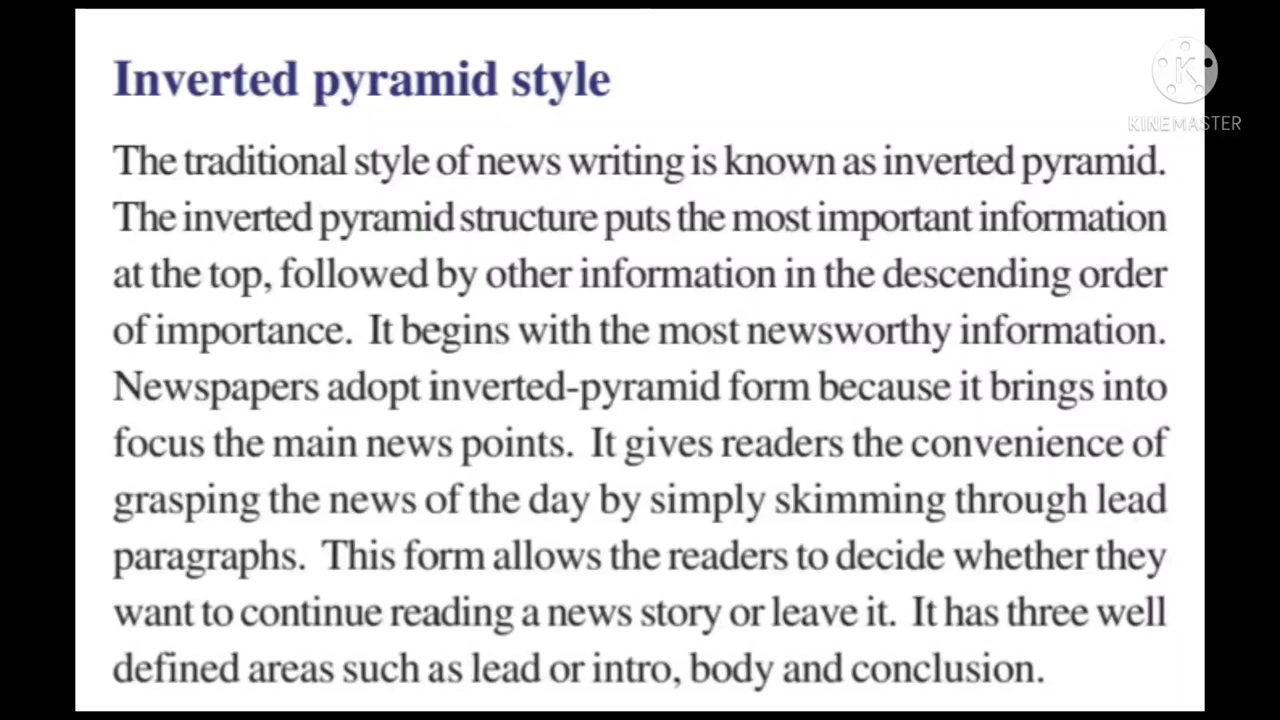 Inverted pyramid style
KINEMASTER
The traditional style of news writing is known as inverted pyramid.
The inverted pyramid structure puts the most important information
at the top, followed by other information in the descending order
of importance. It begins with the most newsworthy information.
Newspapers adopt inverted-pyramid form because it brings into
focus the main news points. It gives readers the convenience of
grasping the news of the day by simply skimming through lead
paragraphs. This form allows the readers to decide whether they
want to continue reading a news story or leave it. It has three well
defined areas such as lead or intro, body and conclusion.